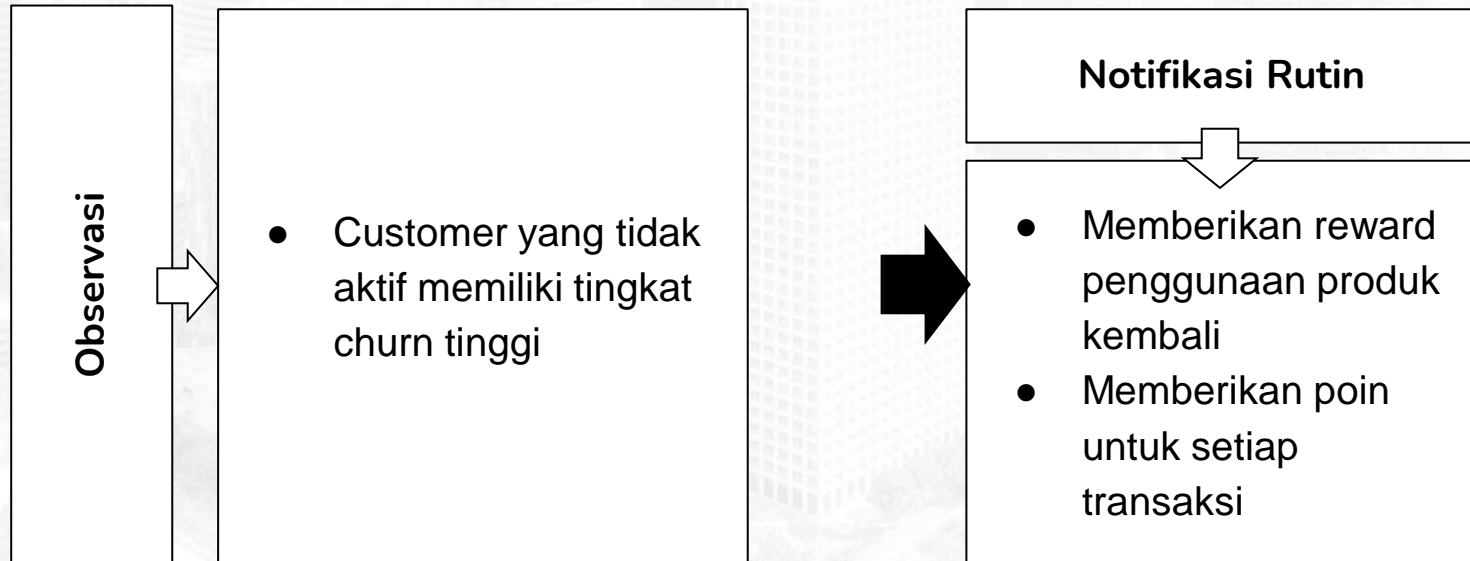 Observasi
● Customer yang tidak
aktif memiliki tingkat
churn tinggi
Notifikasi Rutin
● Memberikan reward
penggunaan produk
kembali
● Memberikan poin
untuk setiap
transaksi